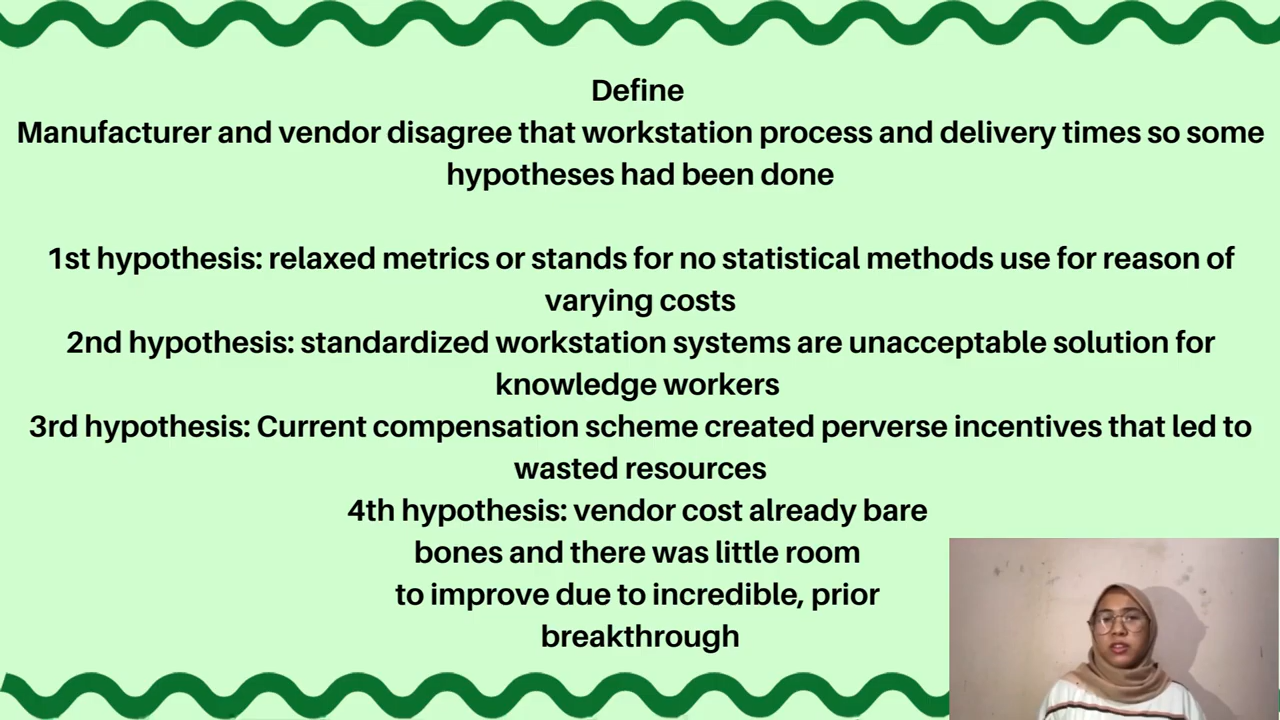 Define
Manufacturer and vendor disagree that workstation process and delivery times so some
hypotheses had been done
1st hypothesis: relaxed metrics or stands for no statistical methods use for reason of
varying costs
2nd hypothesis: standardized workstation systems are unacceptable solution for
knowledge workers
3rd hypothesis: Current compensation scheme created perverse incentives that led to
wasted resources
4th hypothesis: vendor cost already bare
bones and there was little room
to improve due to incredible, prior
breakthrough